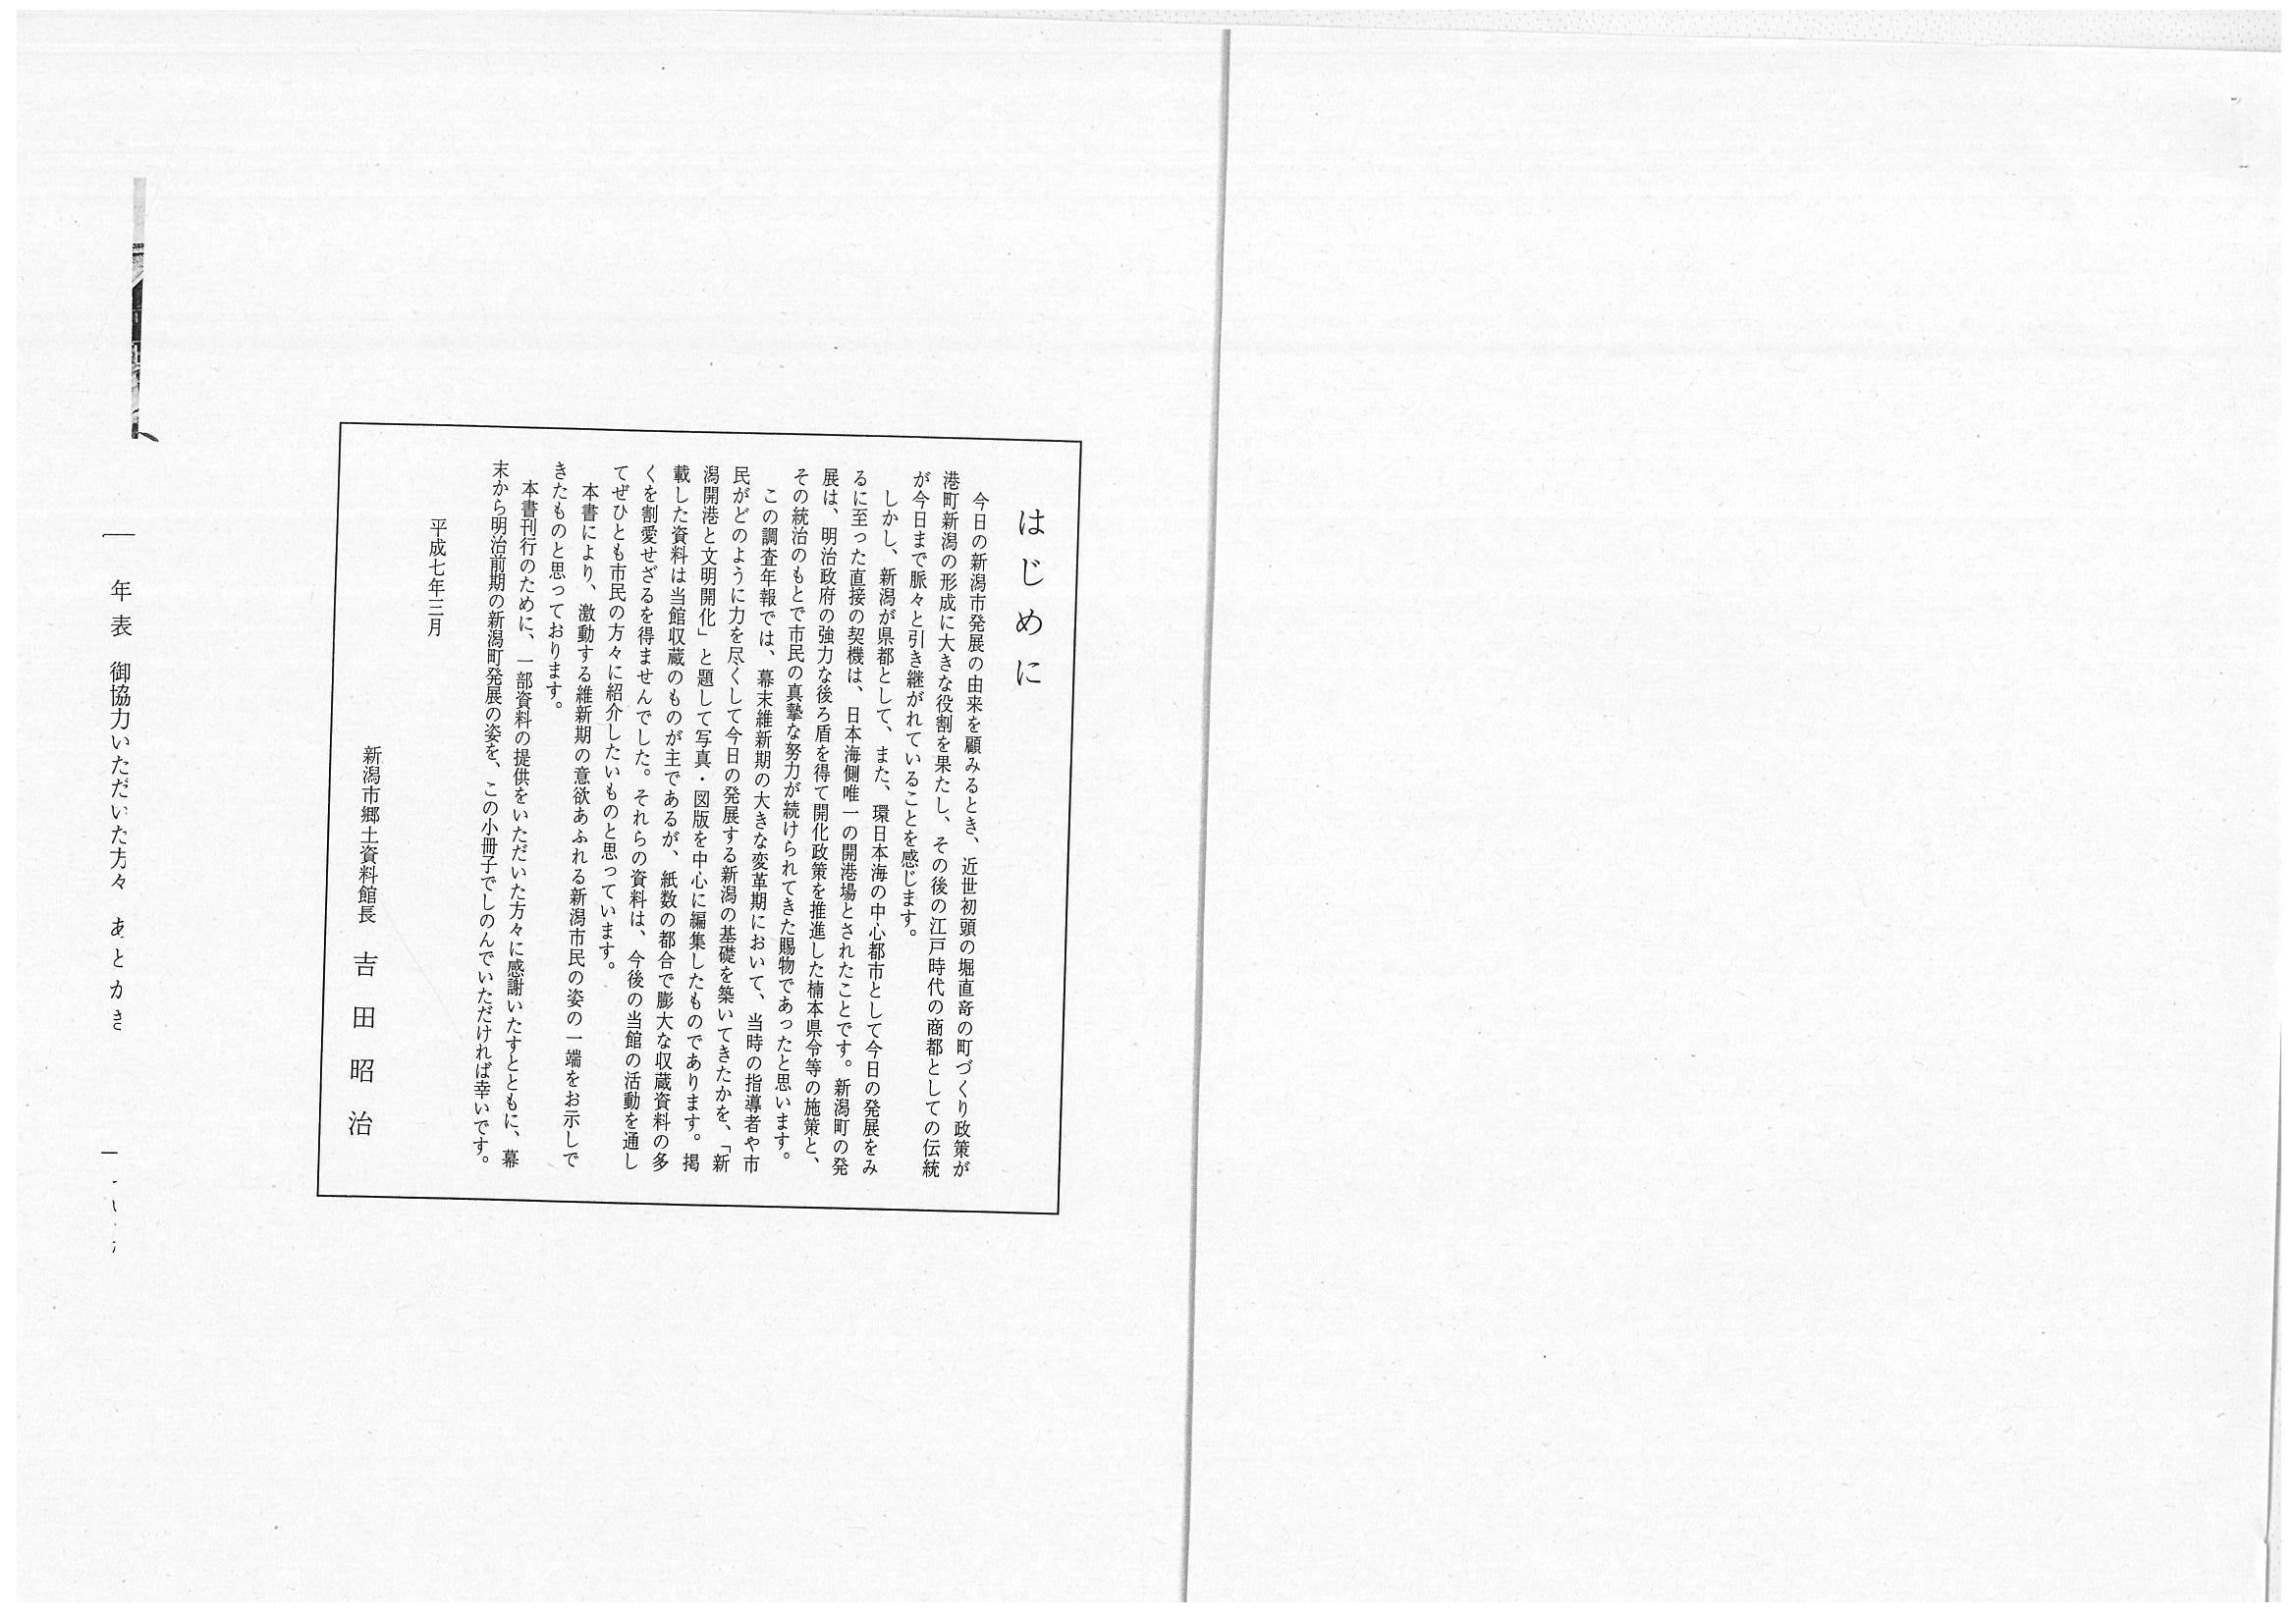 はじめに
今日の新潟市発展の由来を顧みるとき、近世初頭の堀直竒の町づくり政策が
港町新潟の形成に大きな役割を果たし、その後の江戸時代の商都としての伝統
が今日まで脈々と引き継がれていることを感じます。
しかし、新潟が県都として、また、環日本海の中心都市として今日の発展をみ
るに至った直接の契機は、日本海側唯一の開港場とされたことです。新潟町の発
展は、明治政府の強力な後ろ盾を得て開化政策を推進した楠本県令等の施策と、
その統治のもとで市民の真摯な努力が続けられてきた賜物であったと思います。
この調査年報では、幕末維新期の大きな変革期において、当時の指導者や市
民がどのように力を尽くして今日の発展する新潟の基礎を築いてきたかを、「新
潟開港と文明開化」と題して写真・図版を中心に編集したものであります。掲
載した資料は当館収蔵のものが主であるが、紙数の都合で膨大な収蔵資料の多
くを割愛せざるを得ませんでした。それらの資料は、今後の当館の活動を通し
てぜひとも市民の方々に紹介したいものと思っています。
本書により、激動する維新期の意欲あふれる新潟市民の姿の一端をお示しで
きたものと思っております。
本書刊行のために、一部資料の提供をいただいた方々に感謝いたすとともに、幕
末から明治前期の新潟町発展の姿を、この小冊子でしのんでいただければ幸いです。
平成七年三月
新潟市郷土資料館長 吉田昭治
年表 御協力いただいた方々 あとがき